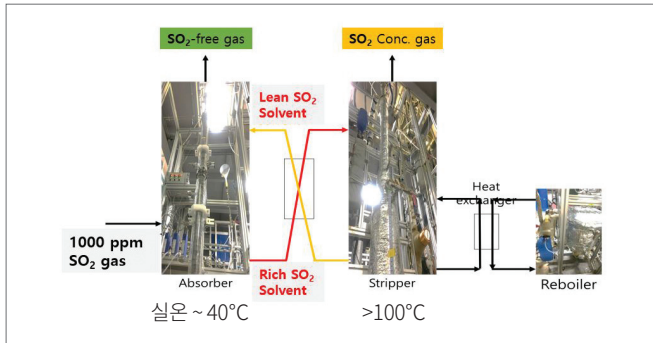 SO₂-free gas
SO₂ Conc. gas
Lean SO₂
Solvent
Heat
exchanger
1000 ppm
SO₂ gas
Rich SO₂
Solvent
Absorber
Stripper
Reboiler
실온 ~ 40°C
>100°C